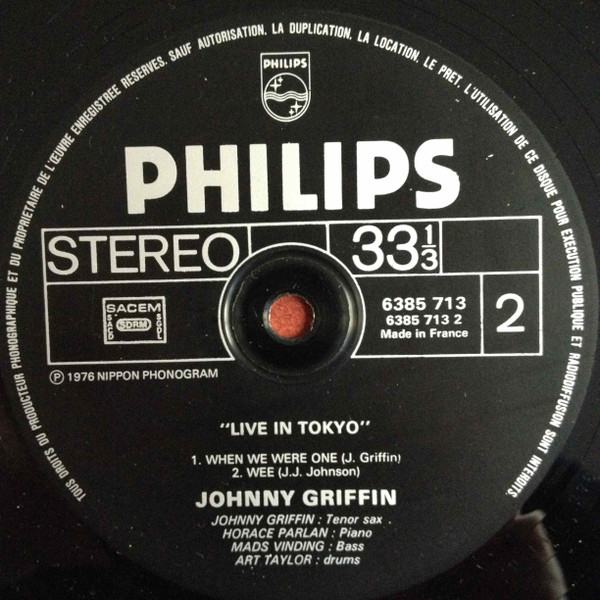 TOUS DROITS DU PRODUCTEUR PHONOGRAPHIQUE ET DU PROPRIETAIRE DE L'ŒUVRE ENREGISTREE RESERVES. SAUF AUTORISATION, LA DUPLICATION, LA LOCATION, LE PRET, L'UTILISATION DE CE DISQUE POUR EXECUTION PUBLIQUE ET RADIODIFFUSION SONT INTERDITS.
PHILIPS
PHILIPS
STEREO
33 1/3
SACEM
SACD
SDRM
SGDL
6385 713
6385 713 2
Made in France
2
Ⓟ 1976 NIPPON PHONOGRAM
"LIVE IN TOKYO"
1. WHEN WE WERE ONE (J. Griffin)
2. WEE (J.J. Johnson)
JOHNNY GRIFFIN
JOHNNY GRIFFIN : Tenor sax .
HORACE PARLAN : Piano
MADS VINDING : Bass
ART TAYLOR : drums